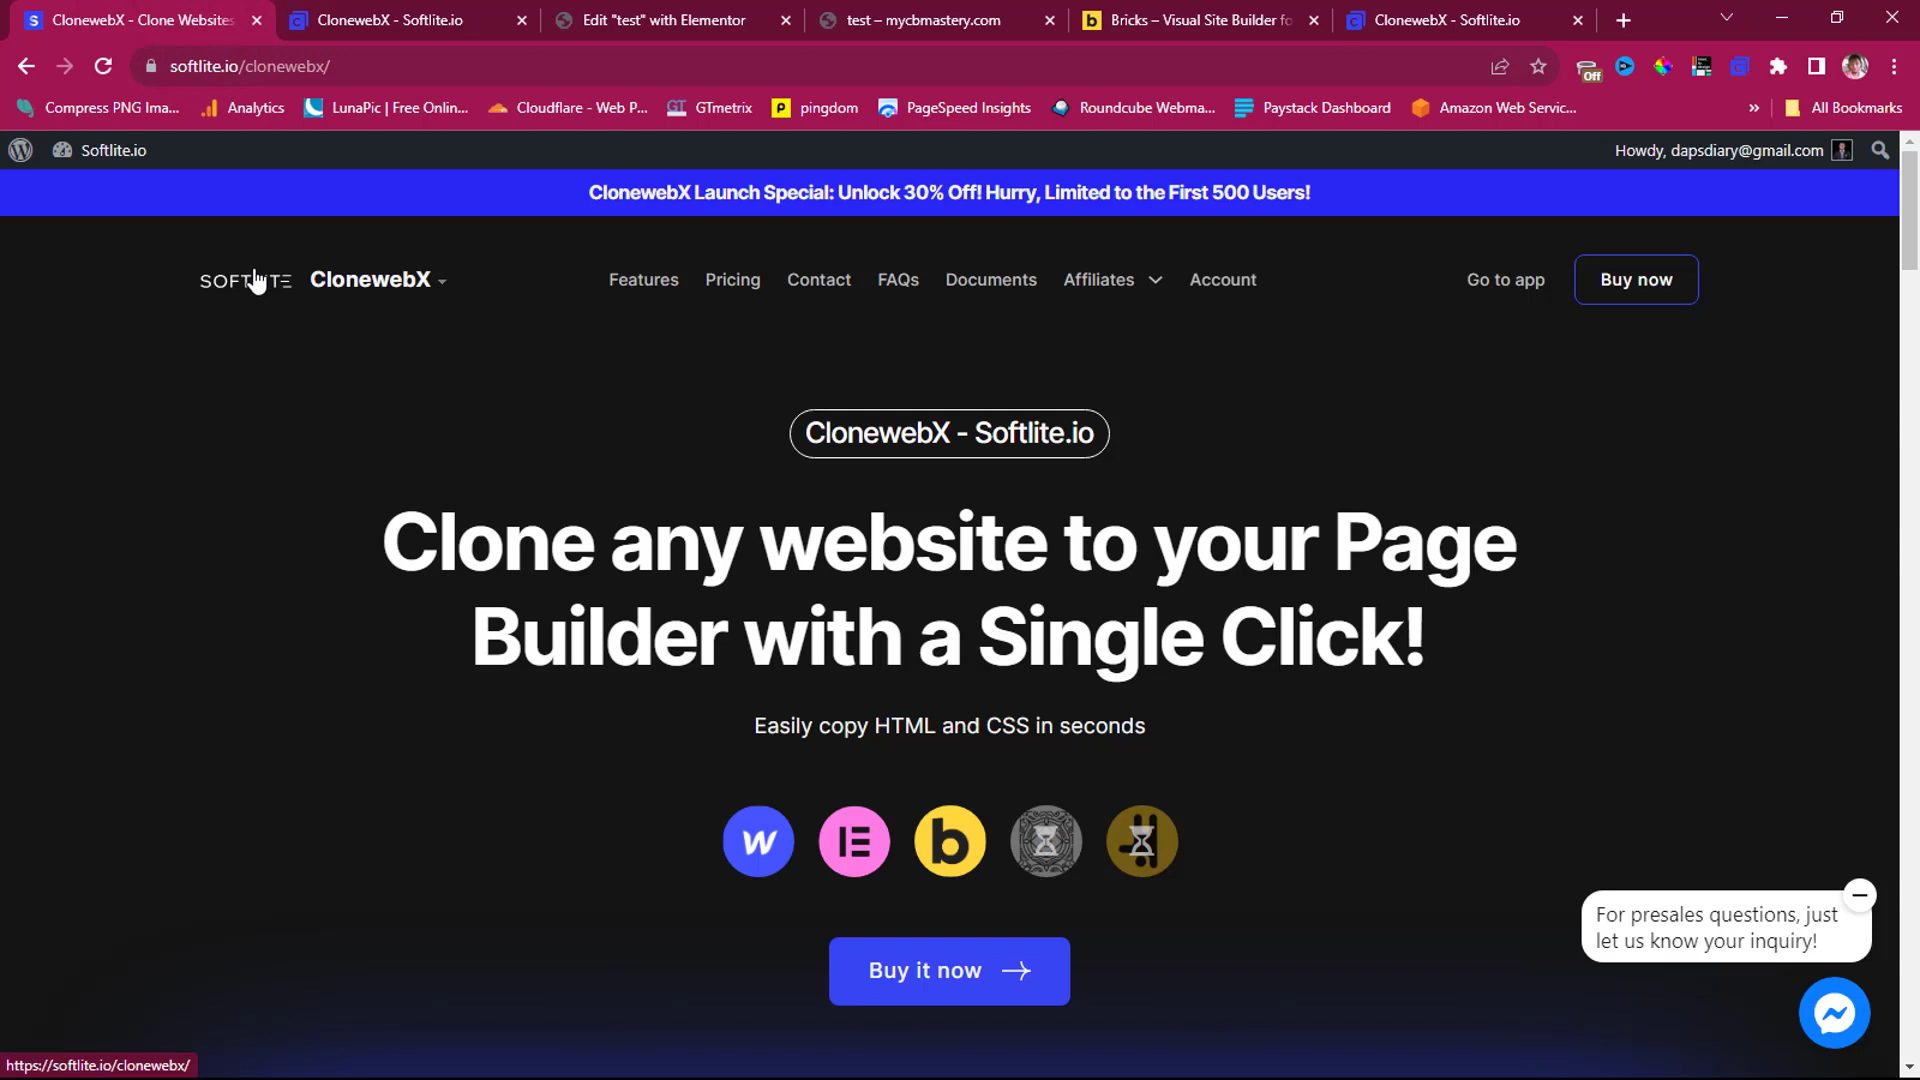 ClonewebX - Clone Websites
ClonewebX - Softlite.io
Edit "test" with Elementor
test – mycbmastery.com
Bricks – Visual Site Builder fo
ClonewebX - Softlite.io
softlite.io/clonewebx/
Off
Compress PNG Ima...
Analytics
LunaPic | Free Onlin...
Cloudflare - Web P...
GTmetrix
pingdom
PageSpeed Insights
Roundcube Webma...
Paystack Dashboard
Amazon Web Servic...
»
All Bookmarks
Softlite.io
Howdy, dapsdiary@gmail.com
ClonewebX Launch Special: Unlock 30% Off! Hurry, Limited to the First 500 Users!
SOFTLITE
ClonewebX
Features
Pricing
Contact
FAQs
Documents
Affiliates
Account
Go to app
Buy now
ClonewebX - Softlite.io
Clone any website to your Page
Builder with a Single Click!
Easily copy HTML and CSS in seconds
Buy it now
For presales questions, just
let us know your inquiry!
https://softlite.io/clonewebx/